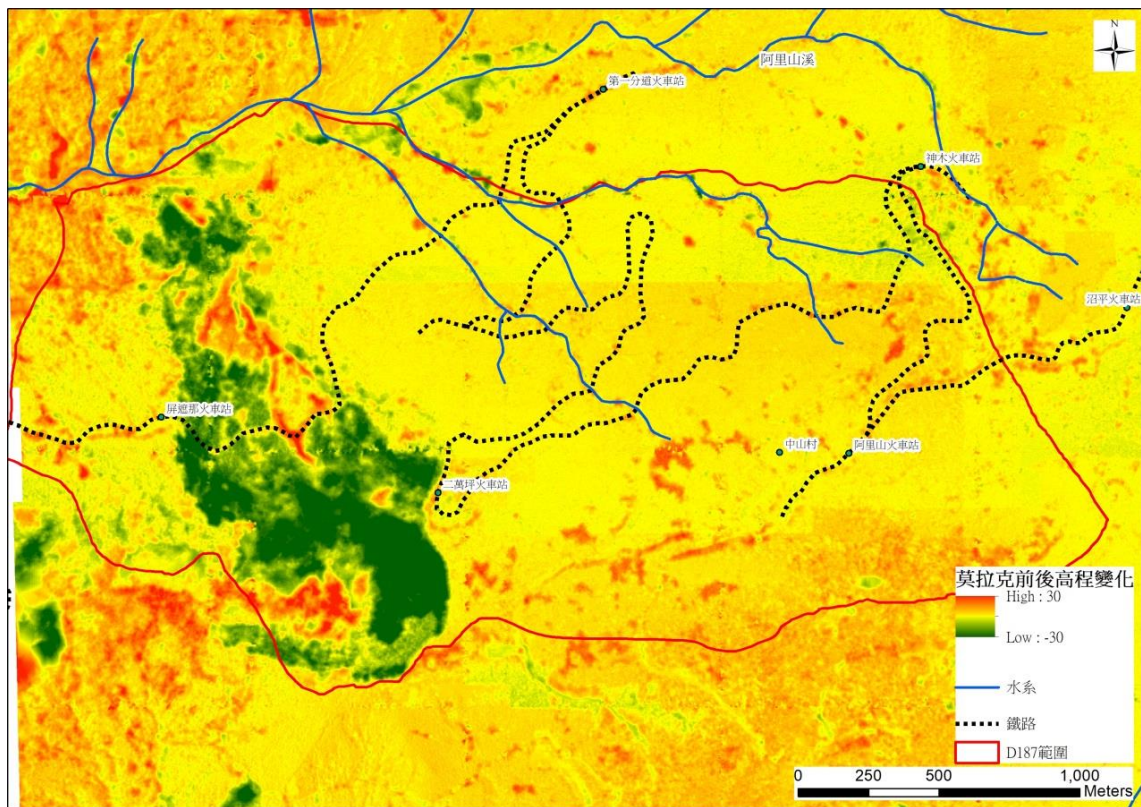 N
阿里山溪
第一分道火車站
神木火車站
沼平火車站
屏遮那火車站
中山村
阿里山火車站
二萬坪火車站
莫拉克前後高程變化
High : 30
Low : -30
水系
鐵路
D187範圍
0 250 500 1,000
Meters